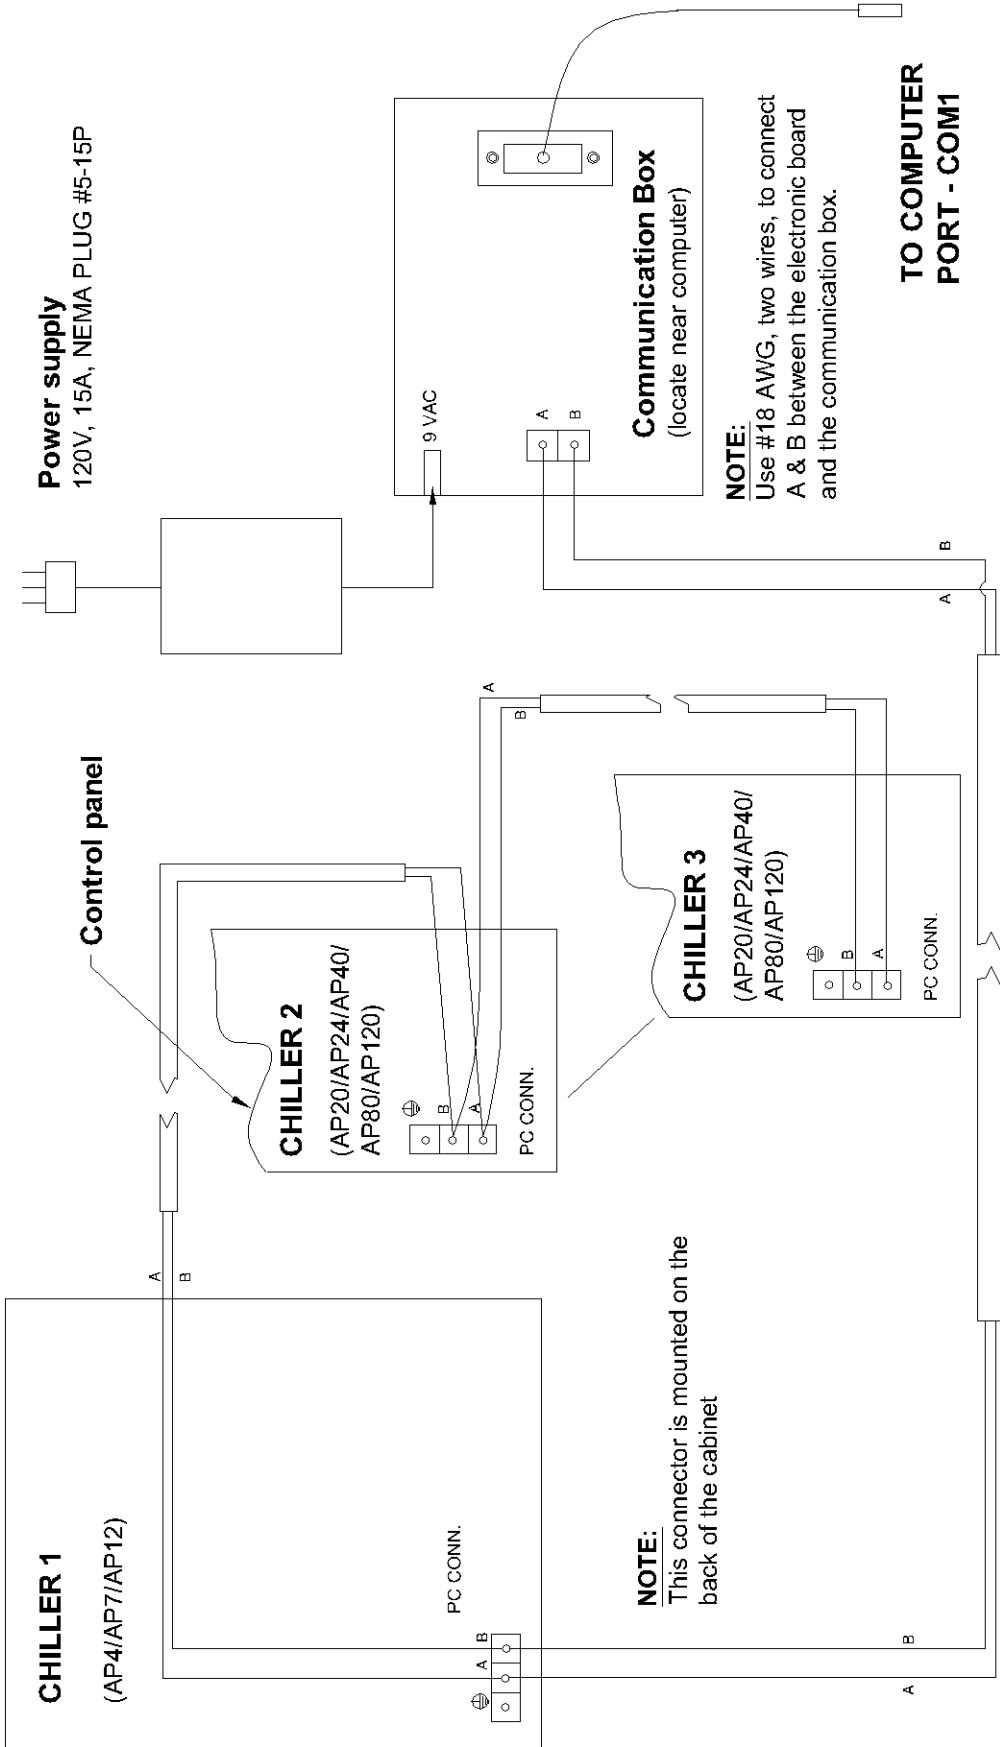 CHILLER 1
(AP4/AP7/AP12)
PC CONN.
A
B
A
B
A
B
NOTE:
This connector is mounted on the
back of the cabinet
Control panel
CHILLER 2
(AP20/AP24/AP40/
AP80/AP120)
B
A
PC CONN.
A
B
CHILLER 3
(AP20/AP24/AP40/
AP80/AP120)
B
A
PC CONN.
Power supply
120V, 15A, NEMA PLUG #5-15P
9 VAC
A
B
Communication Box
(locate near computer)
NOTE:
Use #18 AWG, two wires, to connect
A & B between the electronic board
and the communication box.
A
B
TO COMPUTER
PORT - COM1